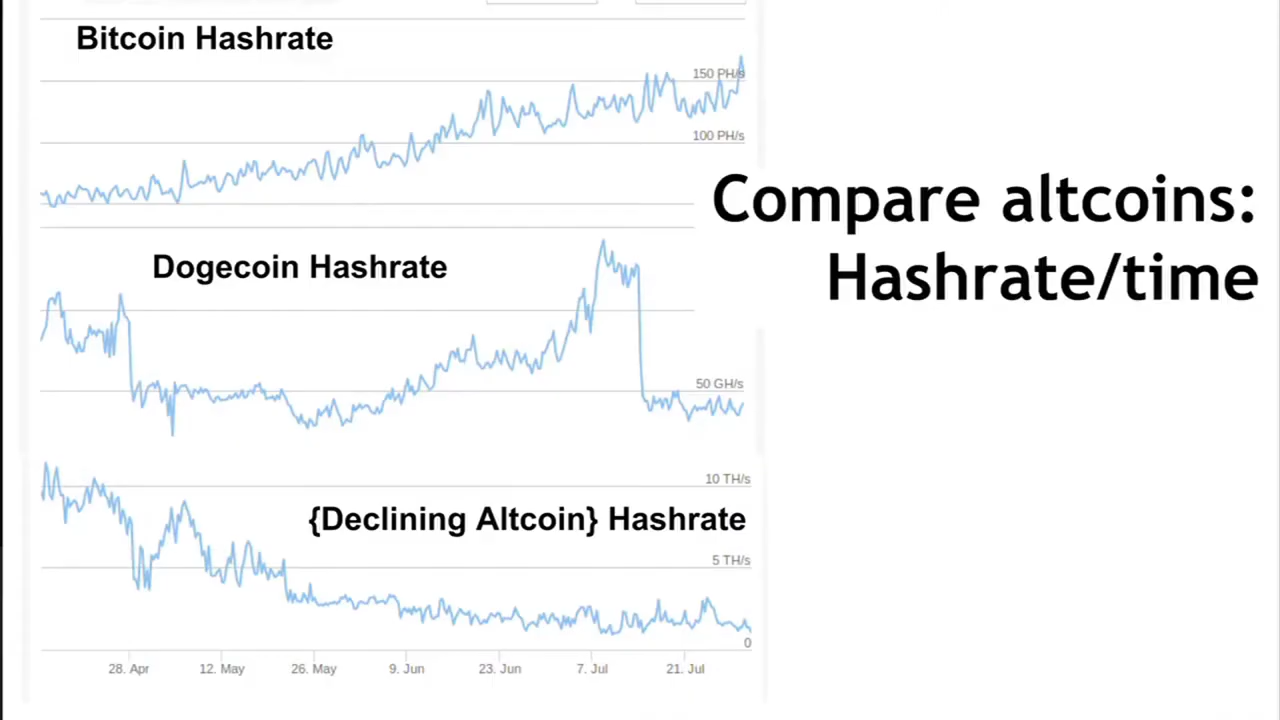 Bitcoin Hashrate
150 PH/s
100 PH/s
Compare altcoins:
Hashrate/time
Dogecoin Hashrate
50 GH/s
10 TH/s
{Declining Altcoin} Hashrate
5 TH/s
0
28. Apr 12. May 26. May 9. Jun 23. Jun 7. Jul 21. Jul